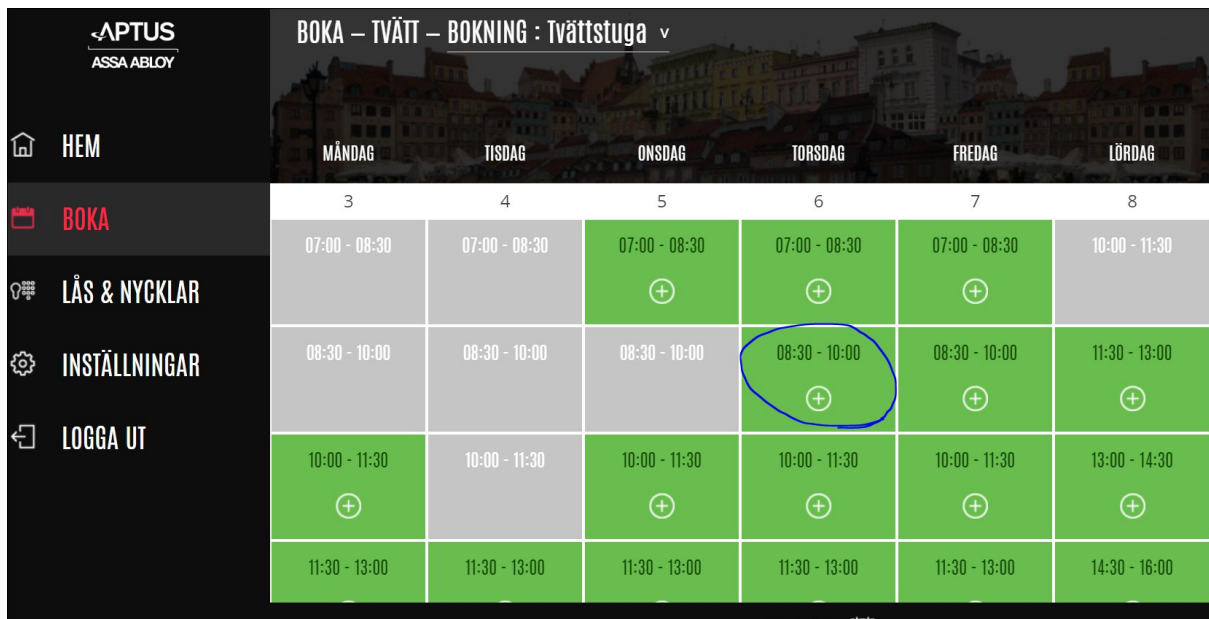 APTUS
ASSA ABLOY
BOKA – TVÄTT – BOKNING : Tvättstuga v
HEM
BOKA
LÅS & NYCKLAR
INSTÄLLNINGAR
LOGGA UT
MÅNDAG TISDAG ONSDAG TORSDAG FREDAG LÖRDAG
3 4 5 6 7 8
07:00 - 08:30 07:00 - 08:30 07:00 - 08:30 07:00 - 08:30 07:00 - 08:30 10:00 - 11:30
08:30 - 10:00 08:30 - 10:00 08:30 - 10:00 08:30 - 10:00 08:30 - 10:00 11:30 - 13:00
10:00 - 11:30 10:00 - 11:30 10:00 - 11:30 10:00 - 11:30 10:00 - 11:30 13:00 - 14:30
11:30 - 13:00 11:30 - 13:00 11:30 - 13:00 11:30 - 13:00 11:30 - 13:00 14:30 - 16:00